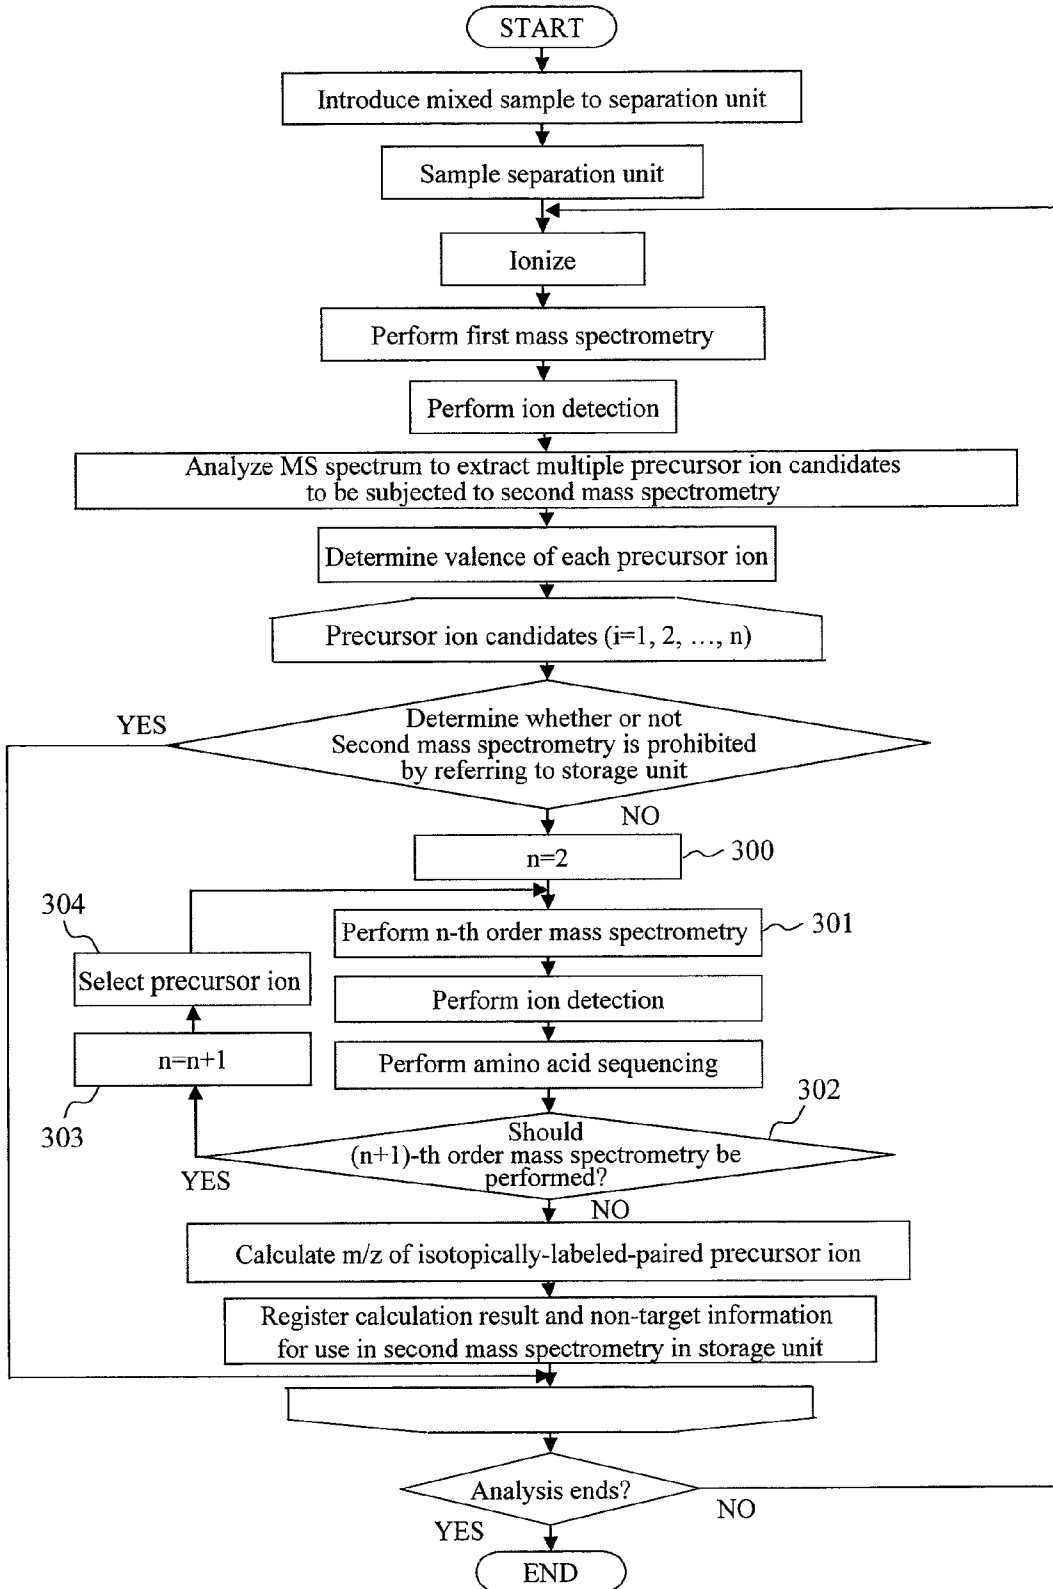 START
Introduce mixed sample to separation unit
Sample separation unit
Ionize
Perform first mass spectrometry
Perform ion detection
Analyze MS spectrum to extract multiple precursor ion candidates
to be subjected to second mass spectrometry
Determine valence of each precursor ion
Precursor ion candidates (i=1, 2, …, n)
YES
Determine whether or not
Second mass spectrometry is prohibited
by referring to storage unit
NO
n=2
300
304
Perform n-th order mass spectrometry
301
Select precursor ion
Perform ion detection
n=n+1
Perform amino acid sequencing
303
302
Should
(n+1)-th order mass spectrometry be
performed?
YES
NO
Calculate m/z of isotopically-labeled-paired precursor ion
Register calculation result and non-target information
for use in second mass spectrometry in storage unit
Analysis ends?
NO
YES
END